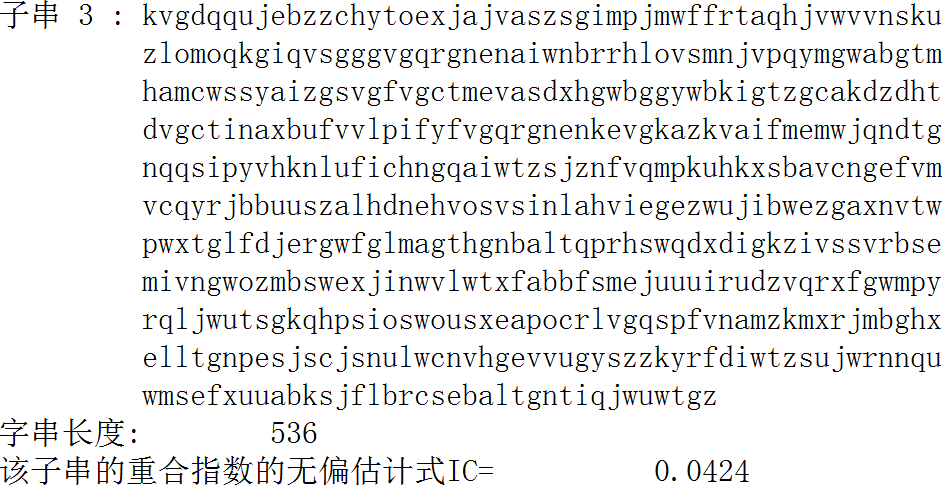 子串 3 : kvgdqqujebzzchytoexjajvaszsgimpjmwffrtaqhjvwvvnsku
zlomoqkgiqvsgggvgqrgnenaiwnbrrhlovsmnjvpqymgwabgtm
hamcwssyaizgsvgfvgctmevasdxhgwbggywbkigtzgcakdzdht
dvgctinaxbufvvlpifyfvgqrgnenkevgkazkvaifmemwjqndtg
nqqsipyvhknluficHngqaiwtzsjznfvqmpkuhkxsbavcngefvm
vcqyrjbbuuszalhdnehvosvsinlahviegezwujibwezgaxnvtw
pwxtglfdjergwfglmagthgnbaltqprhswqdxdigkzivssvrbse
mivngwozmbswexjinwvlwtxfabbfsmejuuuirudzvqrxfgwmpy
rqljwutsgkqhpsioswousxeapocrlvgqspfvnamzkmxrjmbghx
elltgnpesjscjsnulwcnvhgevvugyszzkyrfdiwtzsujwrnnqu
wmsefxuuabksjflbrcsebaltgntiqjwuwtgz
字串长度: 536
该子串的重合指数的无偏估计式IC= 0.0424